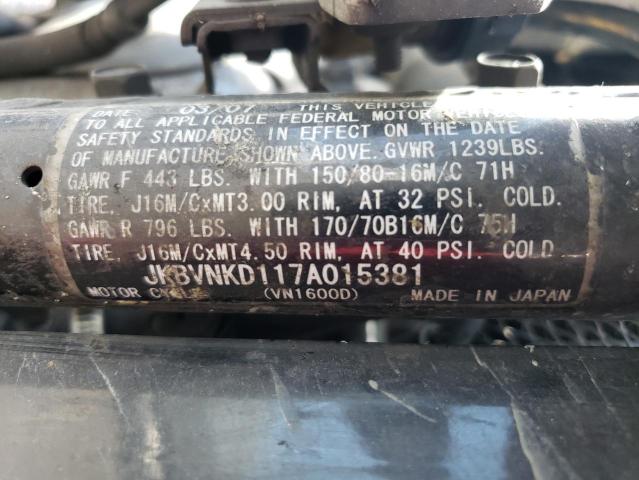 DATE: 03/07 THIS VEHICLE
TO ALL APPLICABLE FEDERAL MOTOR VEHICLE
SAFETY STANDARDS IN EFFECT ON THE DATE
OF MANUFACTURE SHOWN ABOVE. GVWR 1239LBS.
GAWR F 443 LBS. WITH 150/80-16M/C 71H
TIRE, J16M/CxMT3.00 RIM, AT 32 PSI. COLD.
GAWR R 796 LBS. WITH 170/70B16M/C 75H
TIRE, J16M/CxMT4.50 RIM, AT 40 PSI. COLD
JKBVNKD117A015381
MOTOR CYCLE (VN1600D) MADE IN JAPAN